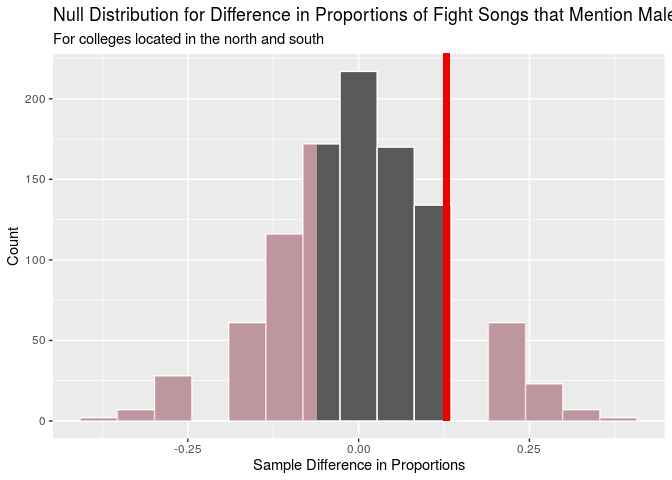 Null Distribution for Difference in Proportions of Fight Songs that Mention Male
For colleges located in the north and south
200
150
100
50
0
Count
-0.25
0.00
0.25
Sample Difference in Proportions